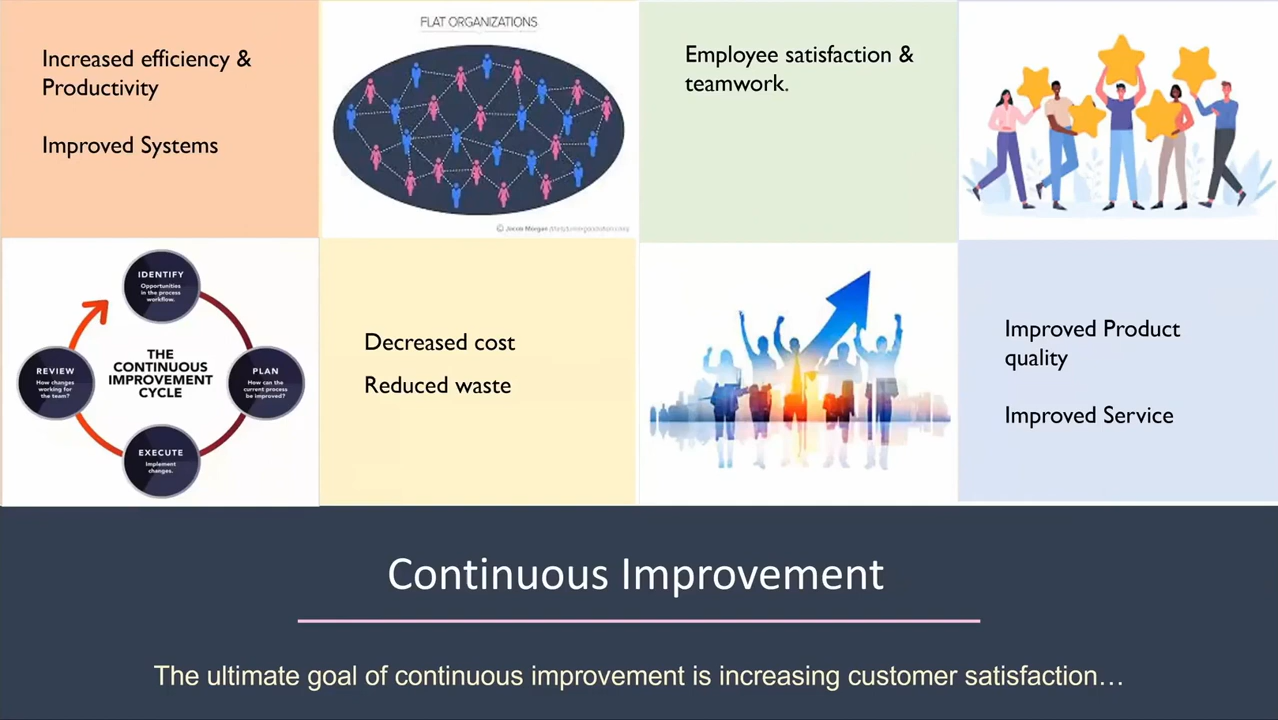 Increased efficiency &
Productivity
Improved Systems
FLAT ORGANIZATIONS
Employee satisfaction &
teamwork.
IDENTIFY
Opportunities
in the process
workflow.
THE
CONTINUOUS
IMPROVEMENT
CYCLE
REVIEW
How changes
working for
the team?
PLAN
How can the
current process
be improved?
EXECUTE
Implement
changes.
Decreased cost
Reduced waste
Improved Product
quality
Improved Service
Continuous Improvement
The ultimate goal of continuous improvement is increasing customer satisfaction…